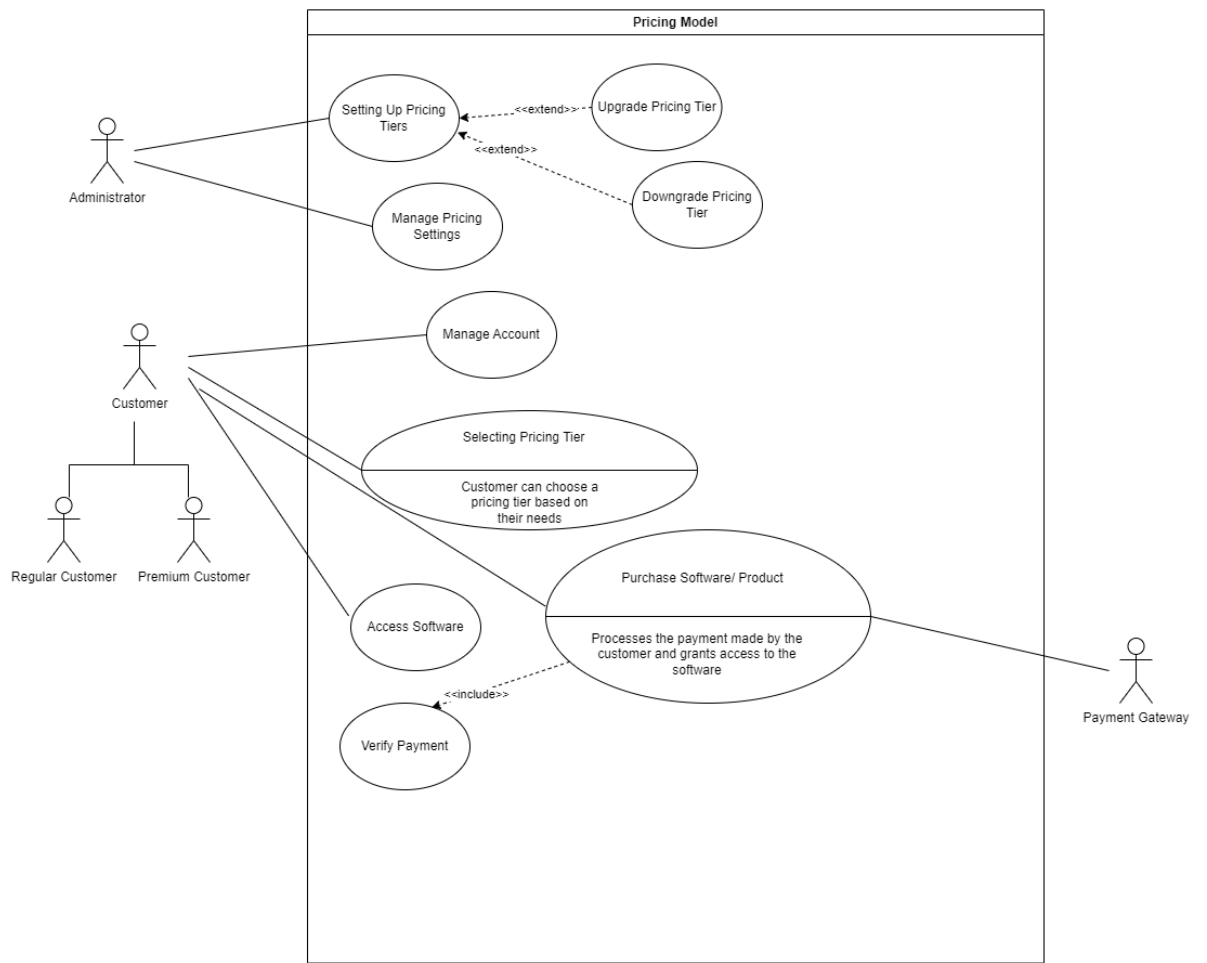 Pricing Model
Setting Up Pricing
Tiers
<<extend>>
Upgrade Pricing Tier
<<extend>>
Administrator
Downgrade Pricing
Tier
Manage Pricing
Settings
Manage Account
Customer
Selecting Pricing Tier
Customer can choose a
pricing tier based on
their needs
Regular Customer
Premium Customer
Purchase Software/ Product
Access Software
Processes the payment made by the
customer and grants access to the
software
<<include>>
Payment Gateway
Verify Payment